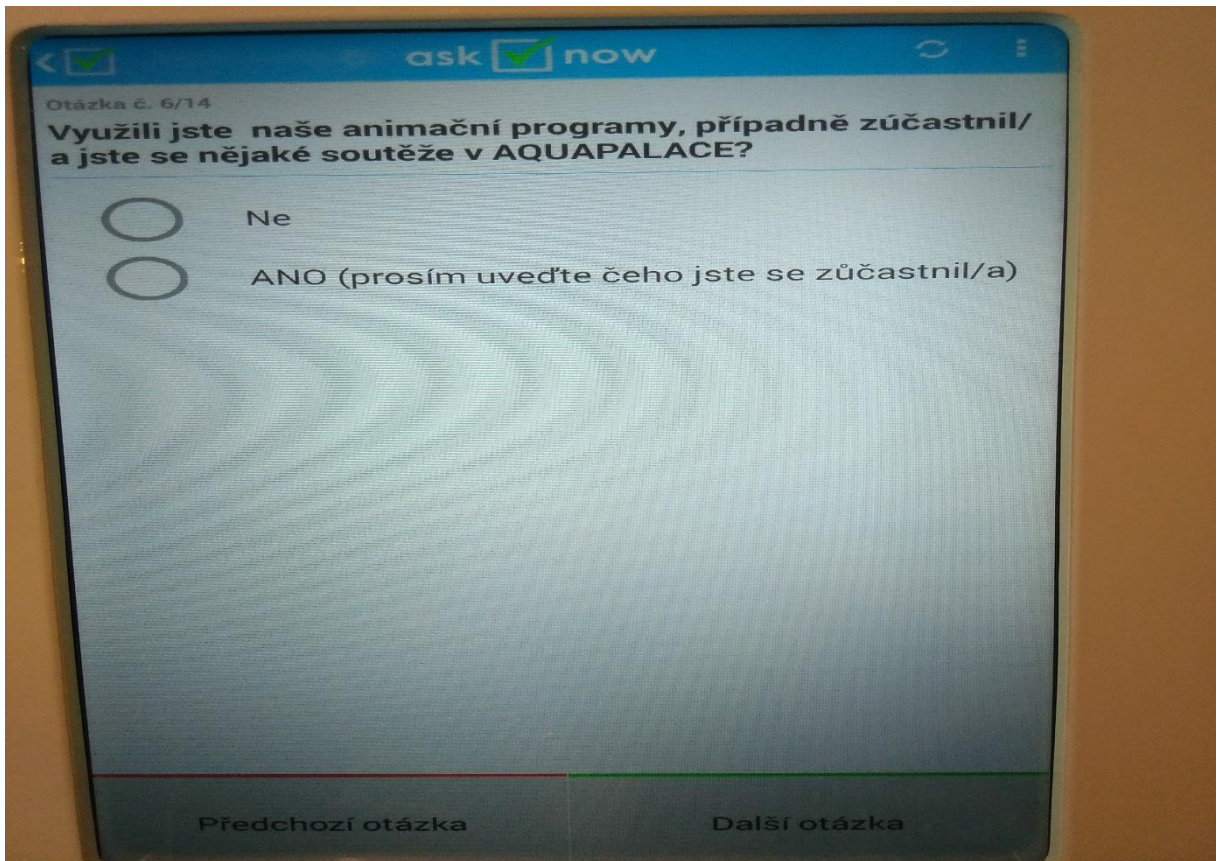 ask now
Otázka č. 6/14
Využili jste naše animační programy, případně zúčastnil/
a jste se nějaké soutěže v AQUAPALACE?
Ne
ANO (prosím uveďte čeho jste se zůčastnil/a)
Předchozí otázka
Další otázka